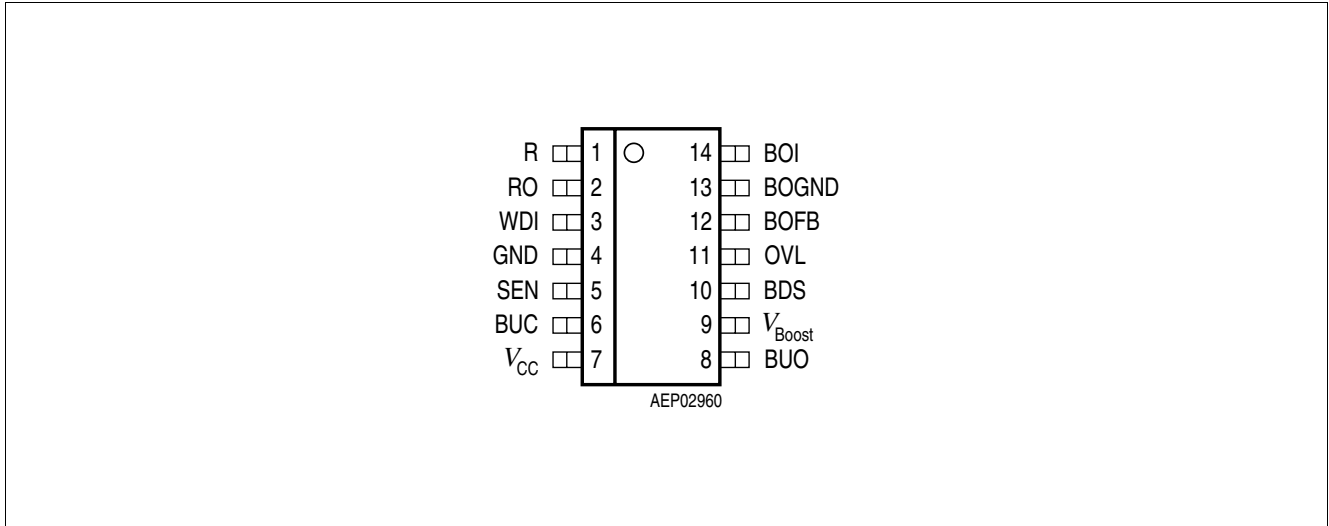 R 1 14 BOI
RO 2 13 BOGND
WDI 3 12 BOFB
GND 4 11 OVL
SEN 5 10 BDS
BUC 6 9 VBoost
VCC 7 8 BUO
AEP02960